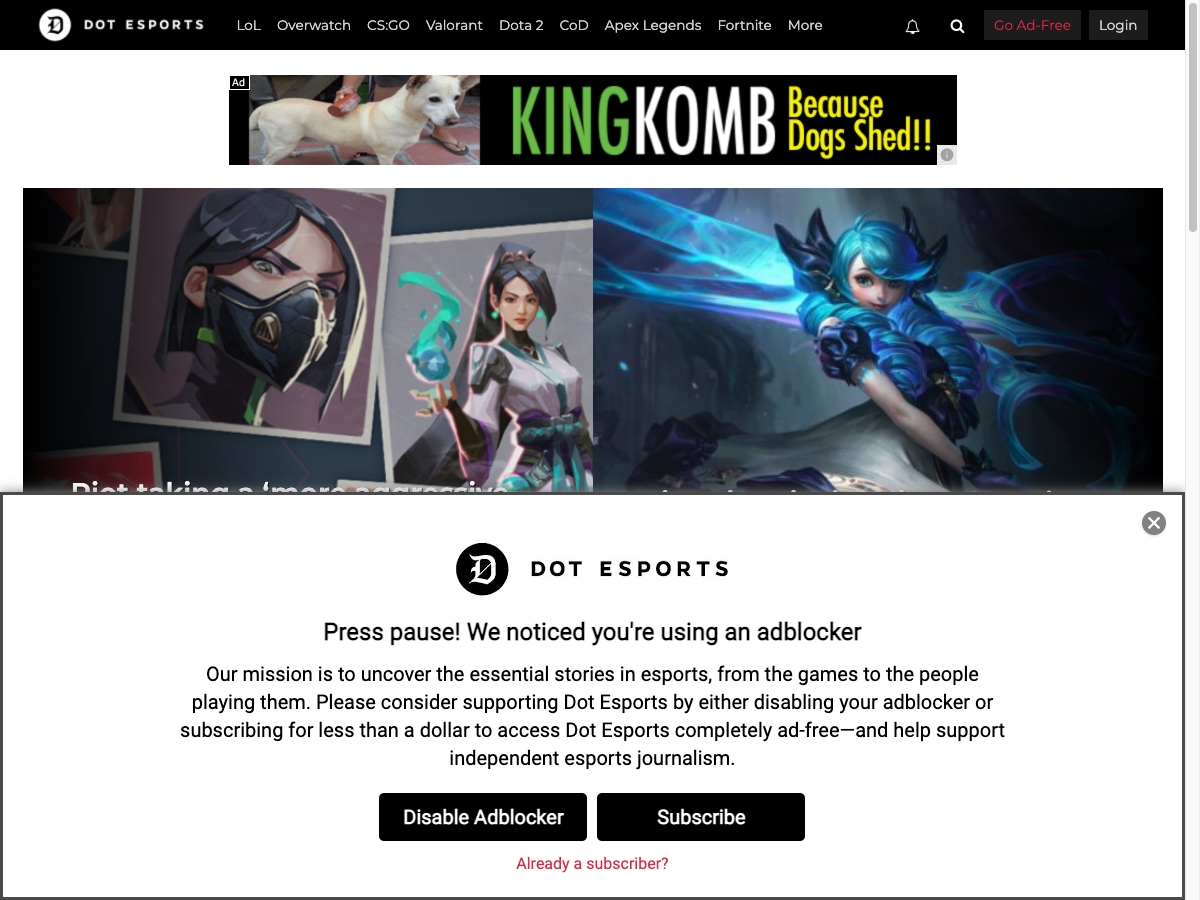 DOT ESPORTS LoL Overwatch CS:GO Valorant Dota 2 CoD Apex Legends Fortnite More Go Ad-Free Login
Ad
KINGKOMB Because
Dogs Shed!!
Riot taking a ‘more aggressive
DOT ESPORTS
Press pause! We noticed you're using an adblocker
Our mission is to uncover the essential stories in esports, from the games to the people
playing them. Please consider supporting Dot Esports by either disabling your adblocker or
subscribing for less than a dollar to access Dot Esports completely ad-free—and help support
independent esports journalism.
Disable Adblocker Subscribe
Already a subscriber?